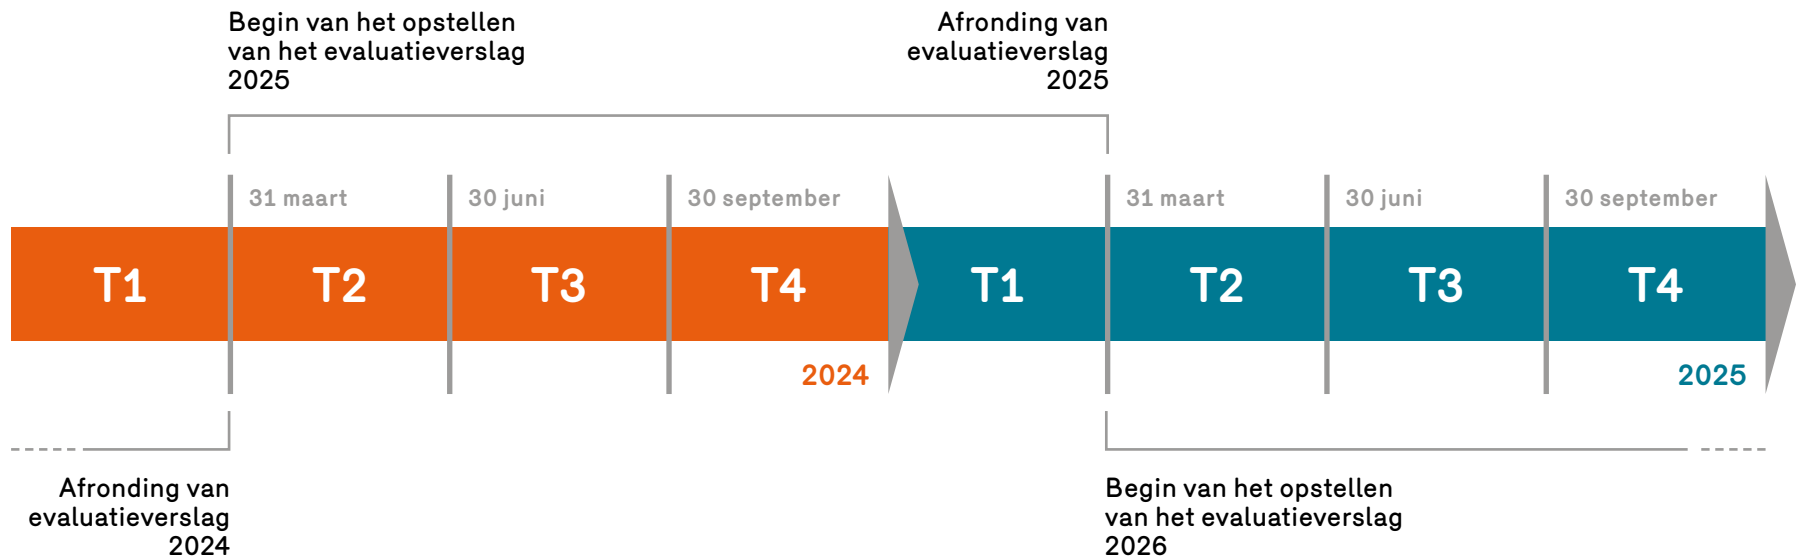 Begin van het opstellen
van het evaluatieverslag
2025
Afronding van
evaluatieverslag
2025
31 maart
30 juni
30 september
31 maart
30 juni
30 september
T1
T2
T3
T4
T1
T2
T3
T4
2024
2025
Afronding van
evaluatieverslag
2024
Begin van het opstellen
van het evaluatieverslag
2026